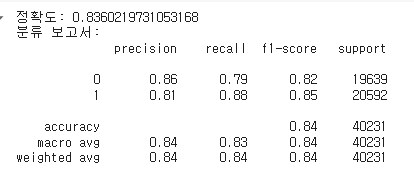 정확도: 0.8360219731053168
분류 보고서:
precision recall f1-score support
0 0.86 0.79 0.82 19639
1 0.81 0.88 0.85 20592
accuracy 0.84 40231
macro avg 0.84 0.83 0.84 40231
weighted avg 0.84 0.84 0.84 40231